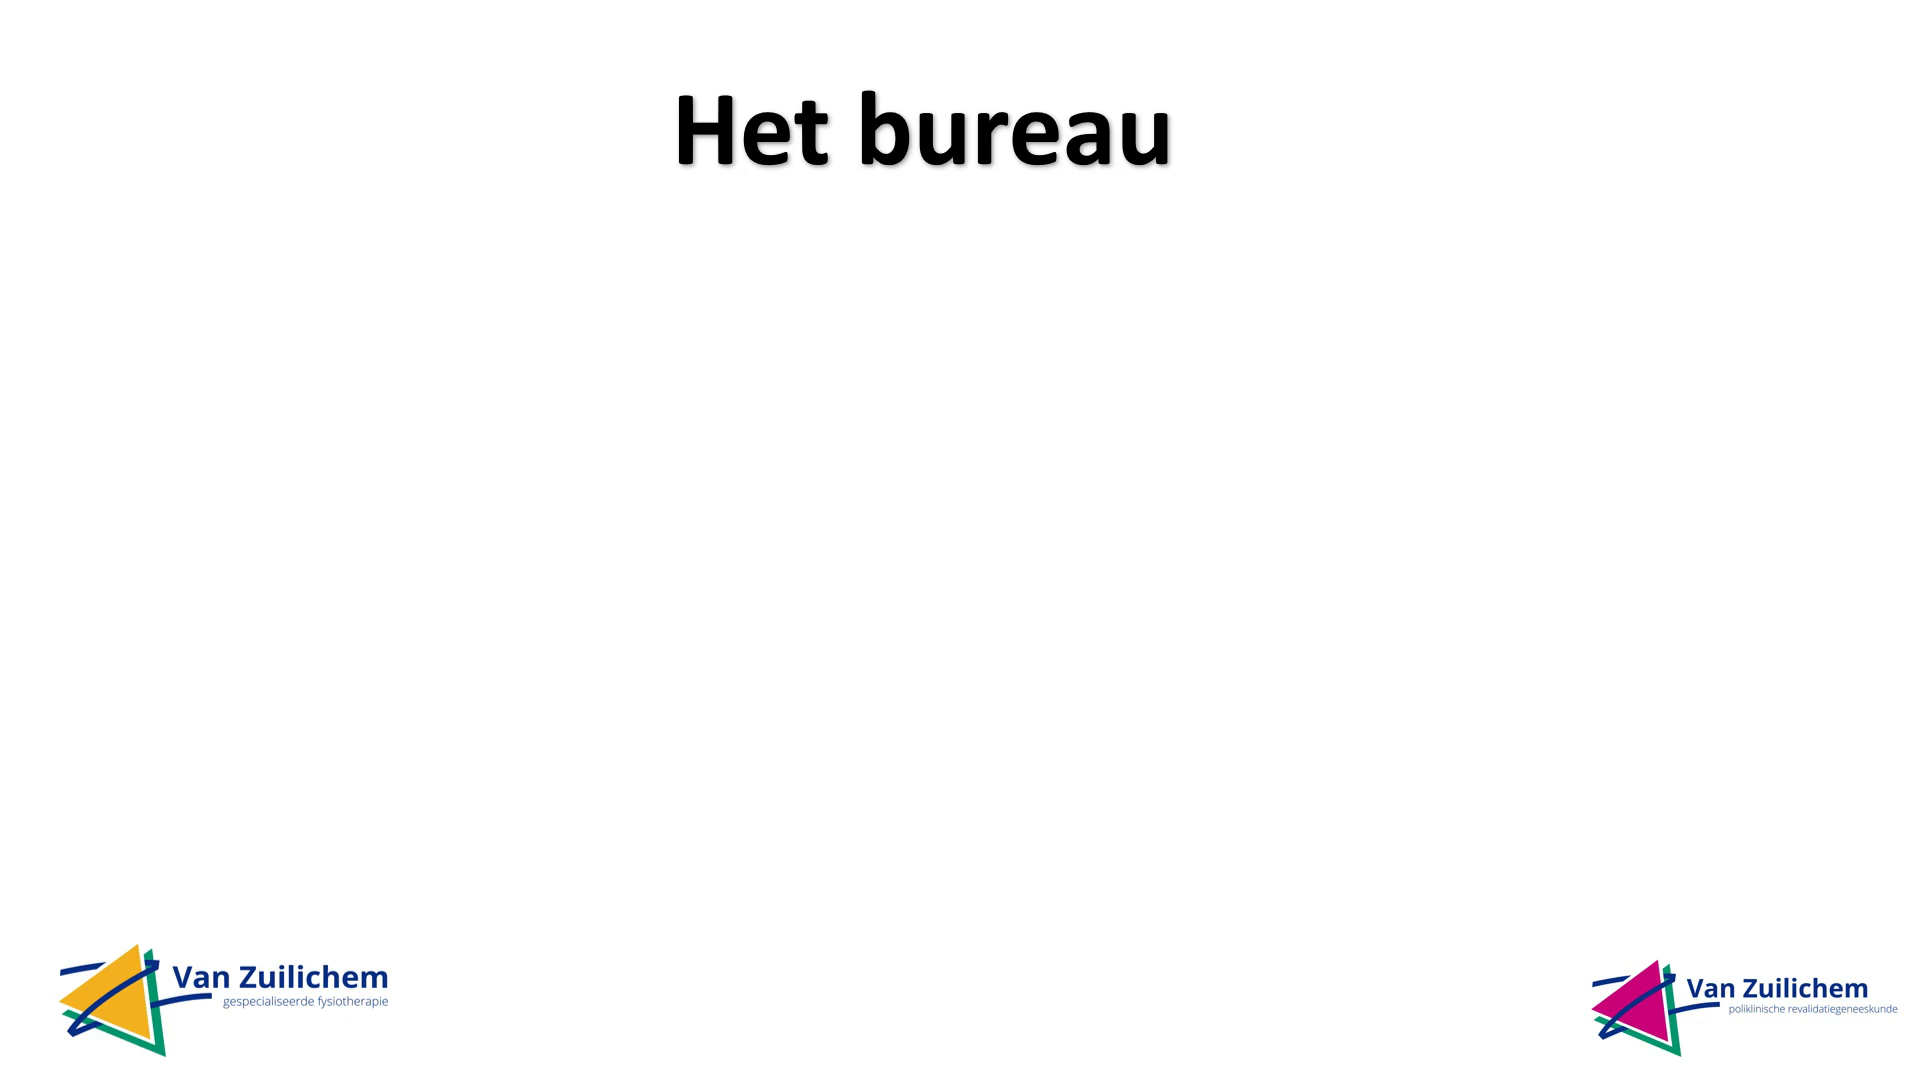 Het bureau
Van Zuilichem
gespecialiseerde fysiotherapie
Van Zuilichem
poliklinische revalidatiegeneeskunde